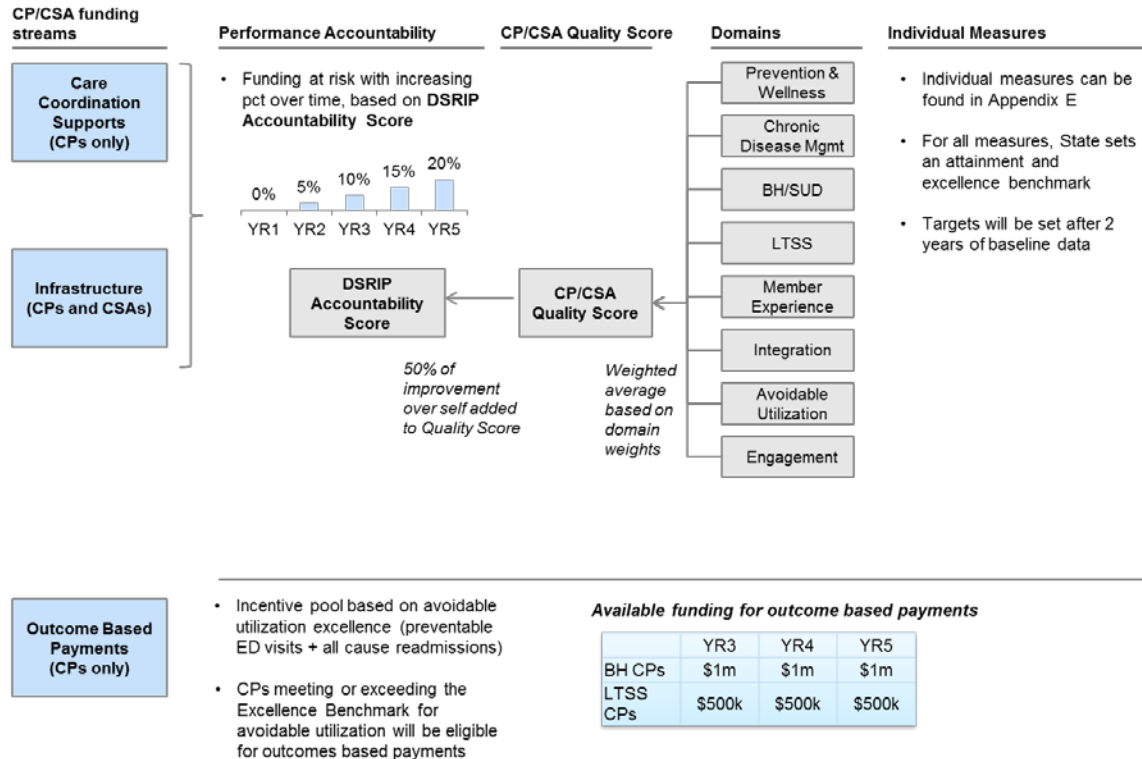 CP/CSA funding
streams
Performance Accountability
CP/CSA Quality Score
Domains
Individual Measures
Care
Coordination
Supports
(CPs only)
Infrastructure
(CPs and CSAs)
• Funding at risk with increasing
pct over time, based on DSRIP
Accountability Score
0%
5%
10%
15%
20%
YR1
YR2
YR3
YR4
YR5
DSRIP
Accountability
Score
50% of
improvement
over self added
to Quality Score
CP/CSA
Quality Score
Weighted
average
based on
domain
weights
Prevention &
Wellness
Chronic
Disease Mgmt
BH/SUD
LTSS
Member
Experience
Integration
Avoidable
Utilization
Engagement
• Individual measures can be
found in Appendix E
• For all measures, State sets
an attainment and
excellence benchmark
• Targets will be set after 2
years of baseline data
Outcome Based
Payments
(CPs only)
• Incentive pool based on avoidable
utilization excellence (preventable
ED visits + all cause readmissions)
• CPs meeting or exceeding the
Excellence Benchmark for
avoidable utilization will be eligible
for outcomes based payments
Available funding for outcome based payments
YR3 YR4 YR5
BH CPs $1m $1m $1m
LTSS
CPs $500k $500k $500k